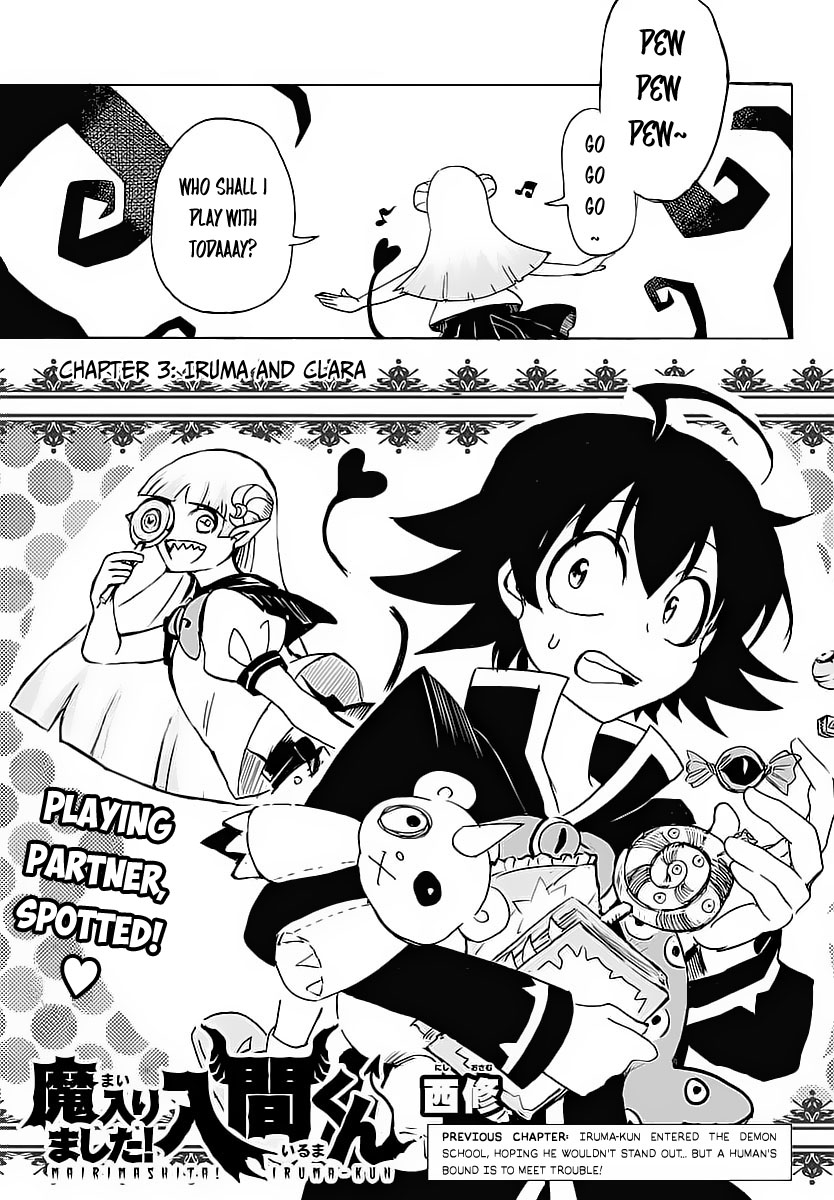 PEW
PEW
PEW~
GO
GO
GO
~
WHO SHALL I
PLAY WITH
TODAAAY?
CHAPTER 3: IRUMA AND CLARA
PLAYING
PARTNER,
SPOTTED!
♥
魔入り
まい
ました!
入間くん
いるま
MAIRIMASHITA! IRUMA-KUN
にし おさむ
西修
PREVIOUS CHAPTER: IRUMA-KUN ENTERED THE DEMON
SCHOOL, HOPING HE WOULDN'T STAND OUT... BUT A HUMAN'S
BOUND IS TO MEET TROUBLE!